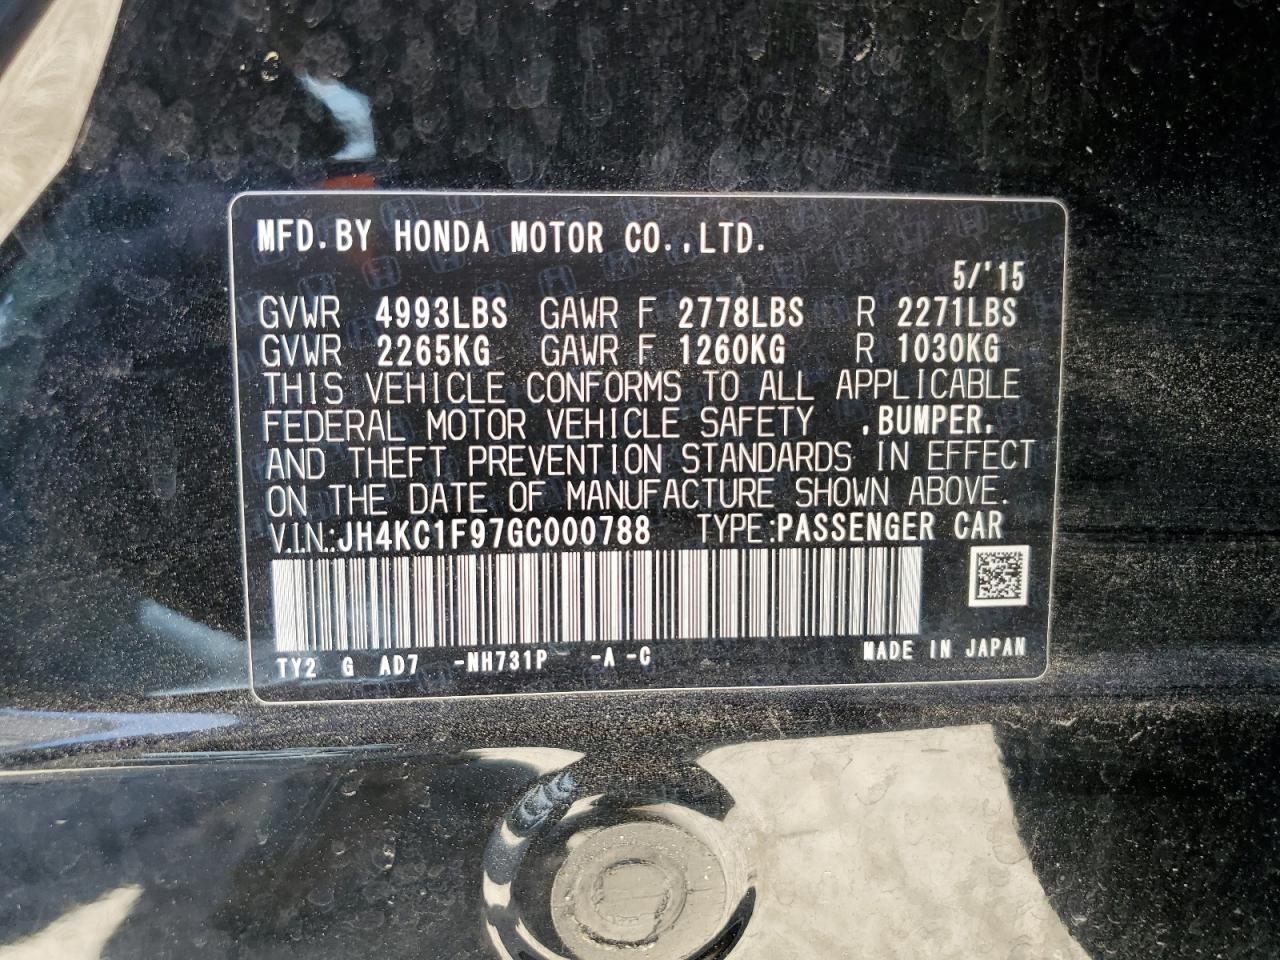 MFD.BY HONDA MOTOR CO.,LTD.
5/'15
GVWR 4993LBS GAWR F 2778LBS R 2271LBS
GVWR 2265KG GAWR F 1260KG R 1030KG
THIS VEHICLE CONFORMS TO ALL APPLICABLE
FEDERAL MOTOR VEHICLE SAFETY ,BUMPER,
AND THEFT PREVENTION STANDARDS IN EFFECT
ON THE DATE OF MANUFACTURE SHOWN ABOVE.
V.I.N.:JH4KC1F97GC000788 TYPE:PASSENGER CAR
TY2 G AD7 -NH731P -A -C MADE IN JAPAN